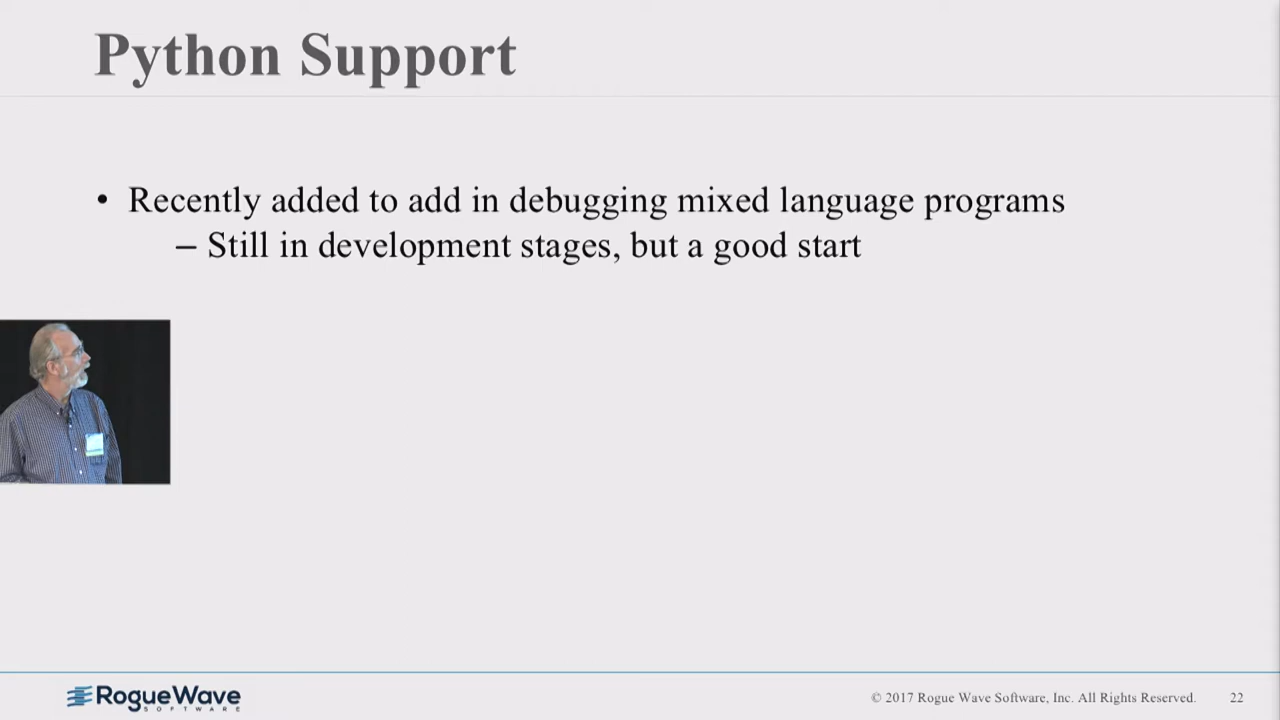 Python Support
• Recently added to add in debugging mixed language programs
– Still in development stages, but a good start
RogueWave
SOFTWARE
© 2017 Rogue Wave Software, Inc. All Rights Reserved. 22